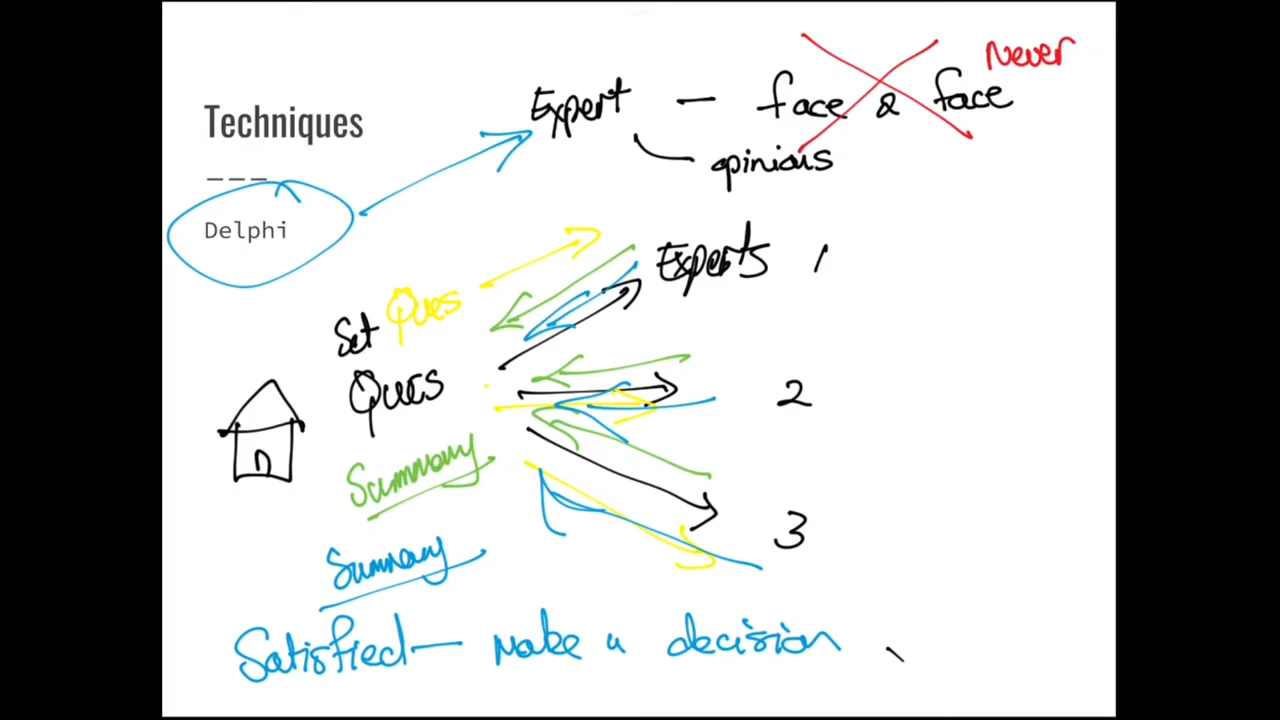 Never
Expert — face & face
Techniques
---
opinions
Delphi
Experts 1
Set Ques
Ques
2
Summary
3
Summary
Satisfied — make a decision